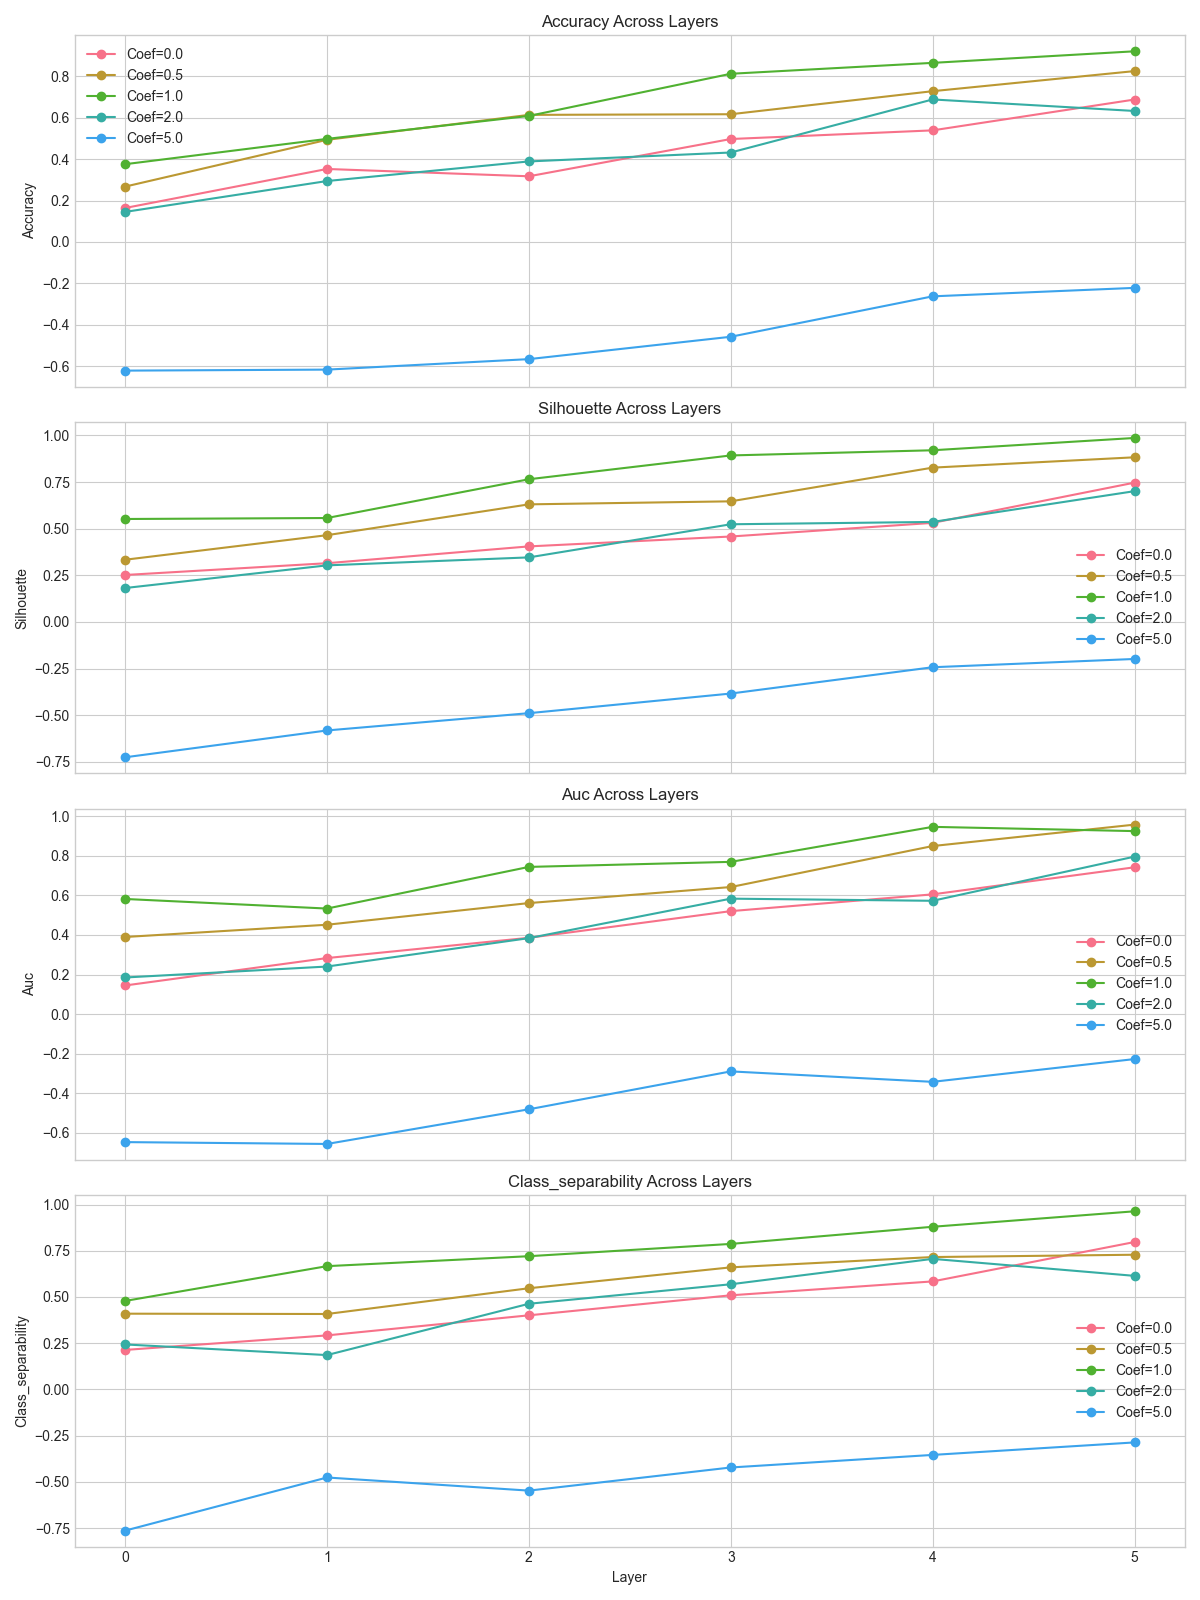 Accuracy Across Layers
Coef=0.0
Coef=0.5
Coef=1.0
Coef=2.0
Coef=5.0
0.8
0.6
0.4
0.2
0.0
−0.2
−0.4
−0.6
Accuracy
Silhouette Across Layers
1.00
0.75
0.50
0.25
0.00
−0.25
−0.50
−0.75
Silhouette
Coef=0.0
Coef=0.5
Coef=1.0
Coef=2.0
Coef=5.0
Auc Across Layers
1.0
0.8
0.6
0.4
0.2
0.0
−0.2
−0.4
−0.6
Auc
Coef=0.0
Coef=0.5
Coef=1.0
Coef=2.0
Coef=5.0
Class_separability Across Layers
1.00
0.75
0.50
0.25
0.00
−0.25
−0.50
−0.75
Class_separability
Coef=0.0
Coef=0.5
Coef=1.0
Coef=2.0
Coef=5.0
0 1 2 3 4 5
Layer